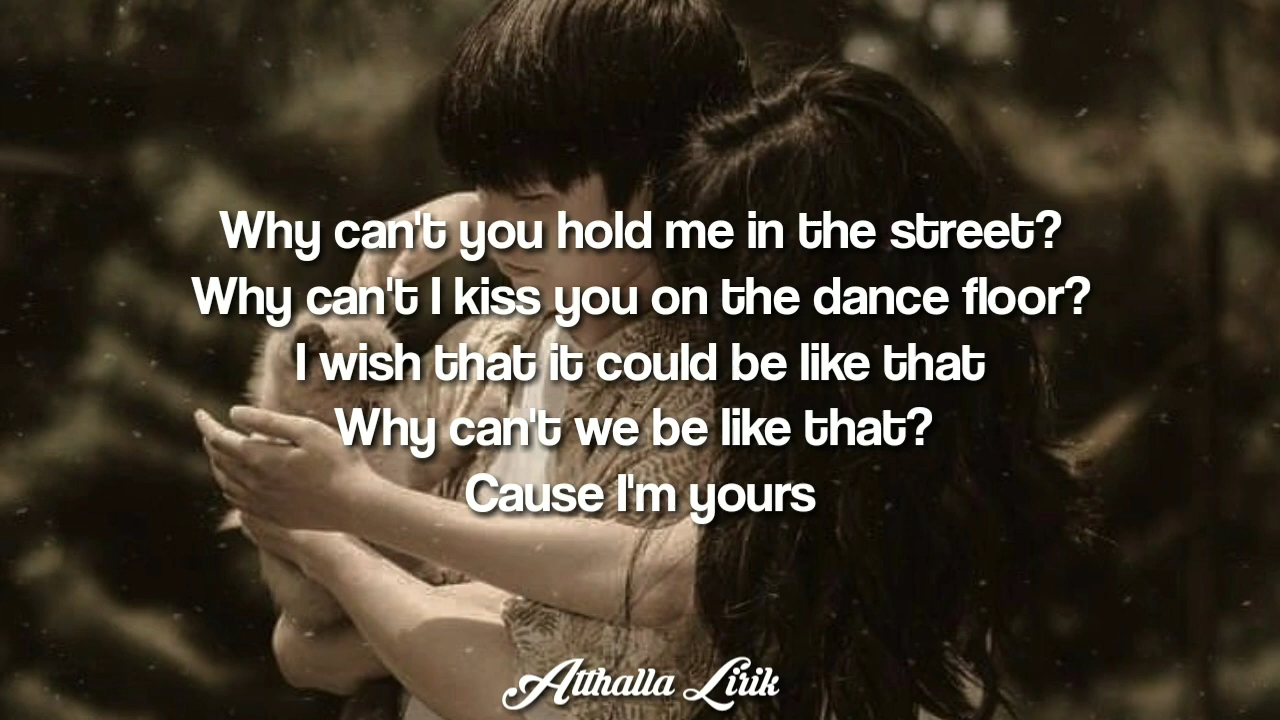 Why can't you hold me in the street?
Why can't I kiss you on the dance floor?
I wish that it could be like that
Why can't we be like that?
Cause I'm yours
Atthalla Lirik